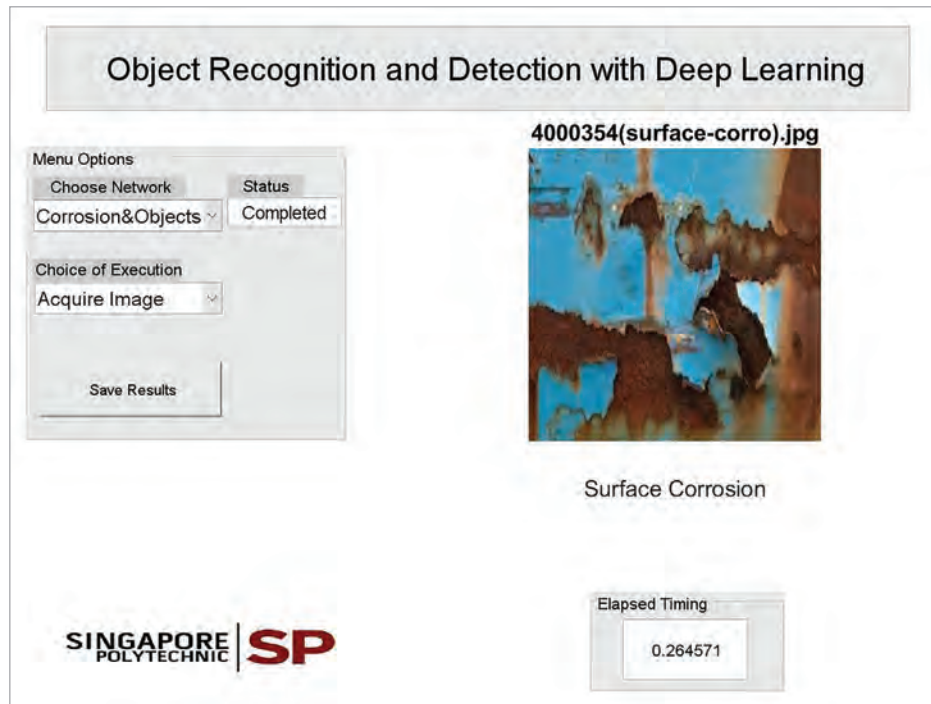 Object Recognition and Detection with Deep Learning
4000354(surface-corro).jpg
Menu Options
Choose Network
Status
Corrosion&Objects
Completed
Choice of Execution
Acquire Image
Save Results
Surface Corrosion
Elapsed Timing
0.264571
SINGAPORE
POLYTECHNIC
SP